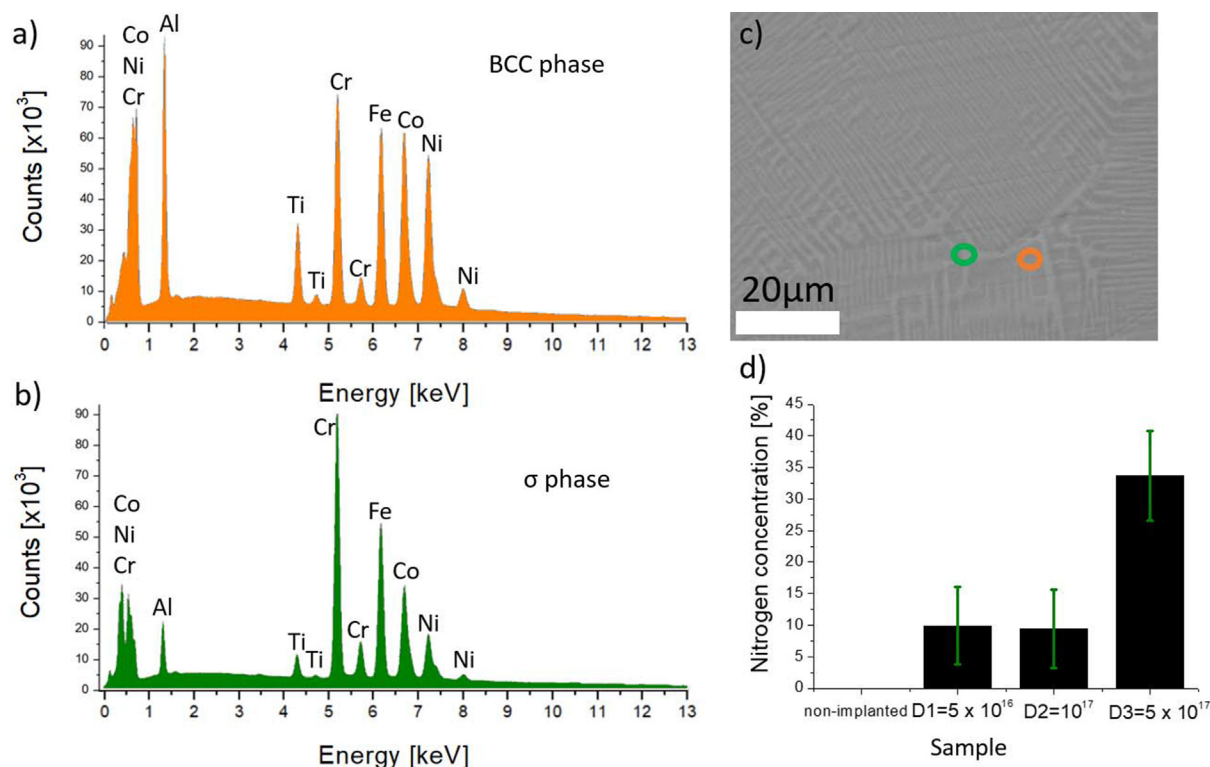 a)
Co
Ni
Cr
Al
BCC phase
Cr
Fe
Co
Ni
Ti
Ti
Cr
Ni
Counts [x10³]
90
80
70
60
50
40
30
20
10
0
0 1 2 3 4 5 6 7 8 9 10 11 12 13
Energy [keV]
b)
Co
Ni
Cr
Al
σ phase
Cr
Fe
Co
Ni
Ti
Ti
Cr
Ni
Counts [x10³]
90
80
70
60
50
40
30
20
10
0
0 1 2 3 4 5 6 7 8 9 10 11 12 13
Energy [keV]
c)
20µm
d)
Nitrogen concentration [%]
45
40
35
30
25
20
15
10
5
0
non-implanted D1=5 x 10¹⁶ D2=10¹⁷ D3=5 x 10¹⁷
Sample